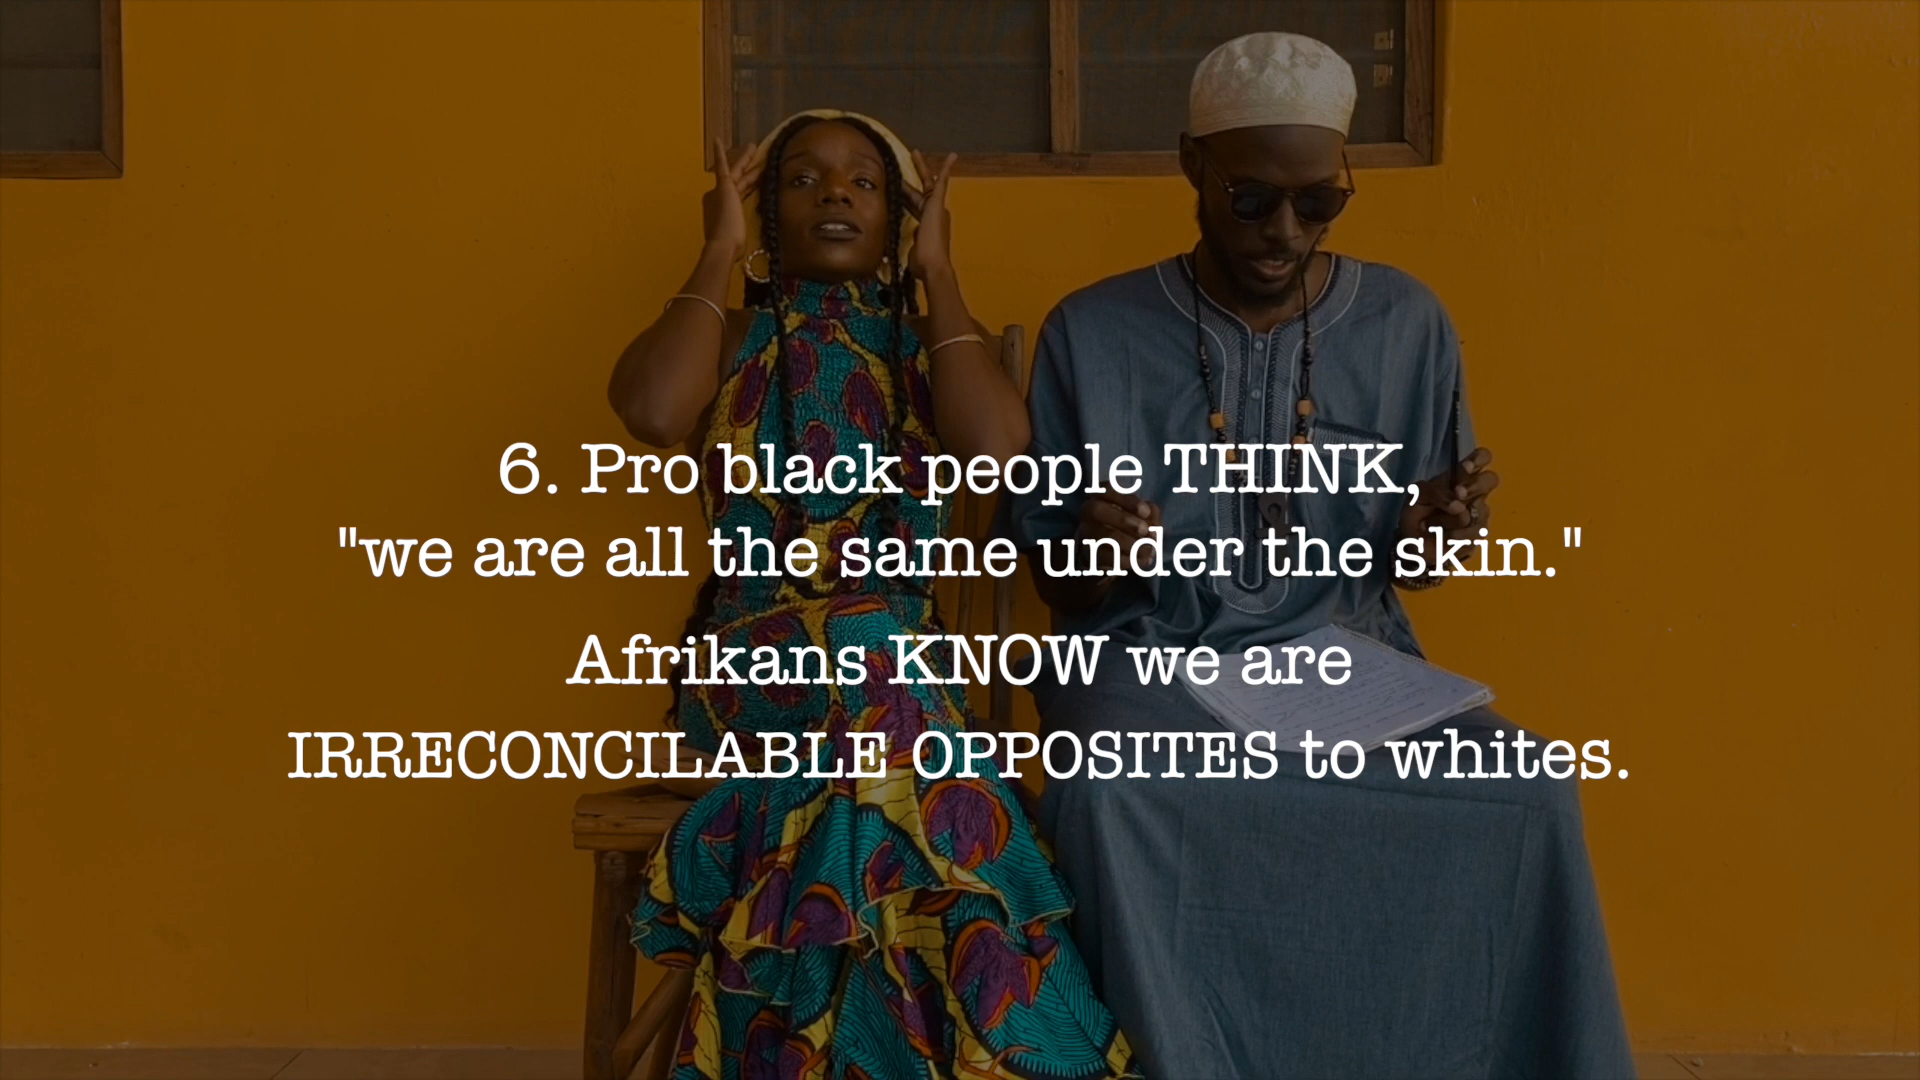 6. Pro black people THINK,
"we are all the same under the skin."
Afrikans KNOW we are
IRRECONCILABLE OPPOSITES to whites.